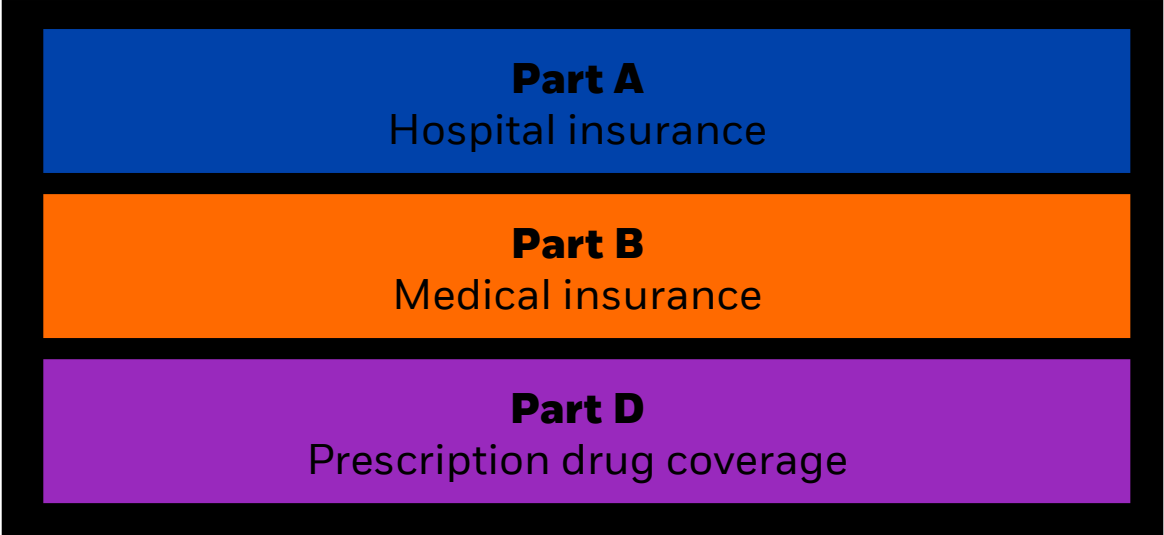 Part A
Hospital insurance
Part B
Medical insurance
Part D
Prescription drug coverage